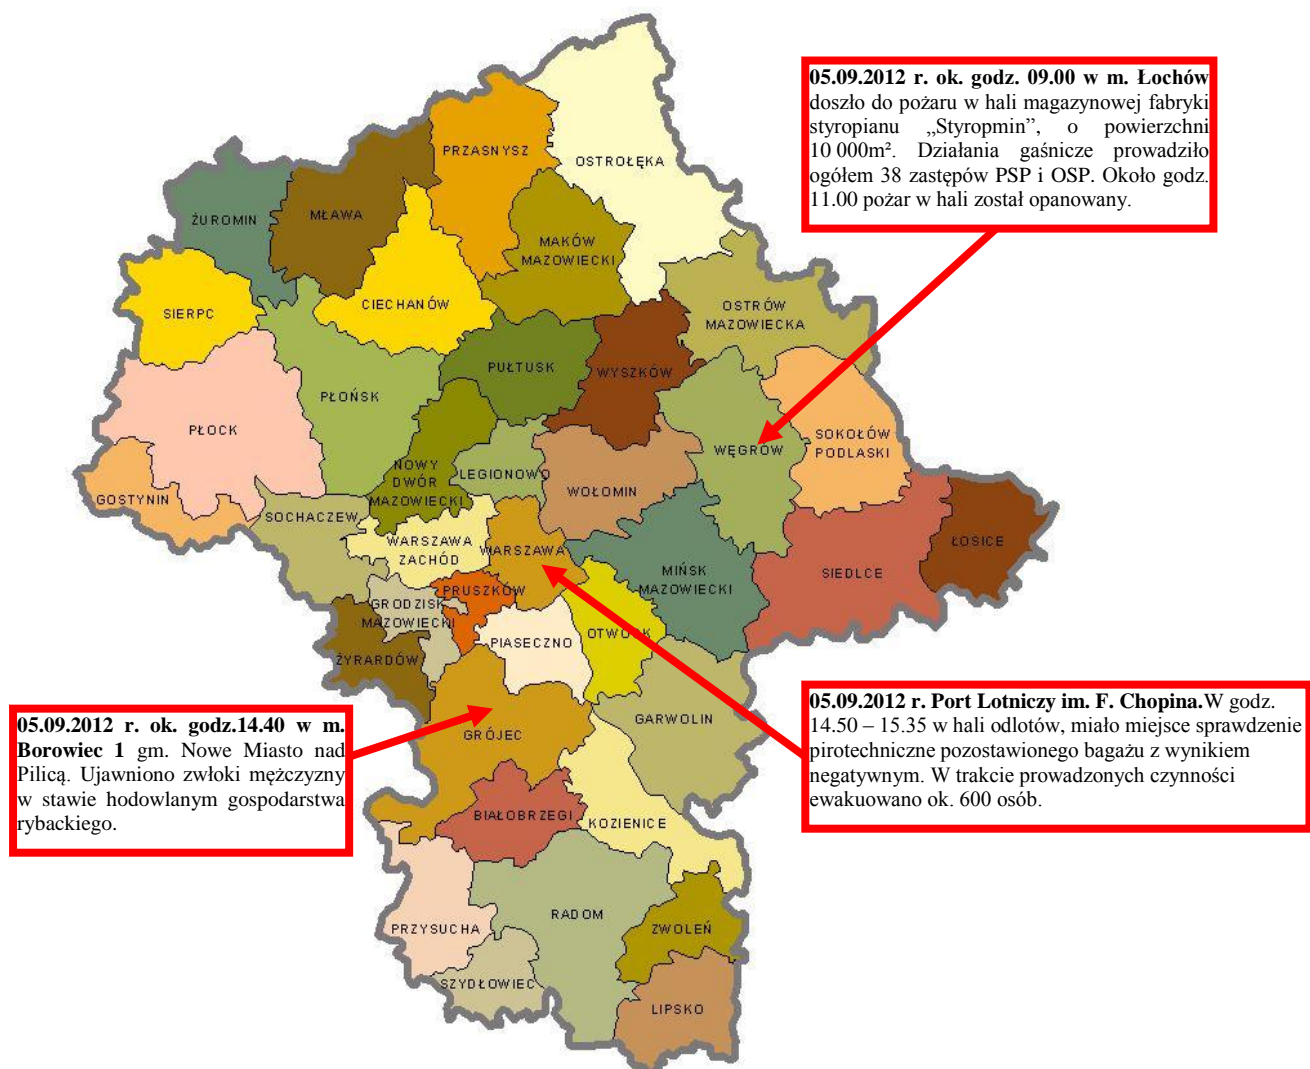 05.09.2012 r. ok. godz. 09.00 w m. Łochów
doszło do pożaru w hali magazynowej fabryki
styropianu „Styropmin”, o powierzchni
10 000m². Działania gaśnicze prowadziło
ogółem 38 zastępów PSP i OSP. Około godz.
11.00 pożar w hali został opanowany.
PRZASNYSZ
OSTROŁĘKA
ŻUROMIN
MŁAWA
MAKÓW
MAZOWIECKI
SIERPC
CIECHANÓW
OSTRÓW
MAZOWIECKA
PUŁTUSK
WYSZKÓW
PŁOŃSK
PŁOCK
WĘGRÓW
SOKOŁÓW
PODLASKI
NOWY
DWÓR
MAZOWIECKI
LEGIONOWO
WOŁOMIN
GOSTYNIN
SOCHACZEW
WARSZAWA
ZACHÓD
WARSZAWA
MIŃSK
MAZOWIECKI
SIEDLCE
ŁOSICE
PRUSZKÓW
GRODZISK
MAZOWIECKI
PIASECZNO
OTWOCK
ŻYRARDÓW
GARWOLIN
GRÓJEC
05.09.2012 r. ok. godz.14.40 w m.
Borowiec 1 gm. Nowe Miasto nad
Pilicą. Ujawniono zwłoki mężczyzny
w stawie hodowlanym gospodarstwa
rybackiego.
05.09.2012 r. Port Lotniczy im. F. Chopina.W godz.
14.50 – 15.35 w hali odlotów, miało miejsce sprawdzenie
pirotechniczne pozostawionego bagażu z wynikiem
negatywnym. W trakcie prowadzonych czynności
ewakuowano ok. 600 osób.
BIAŁOBRZEGI
KOZIENICE
RADOM
PRZYSUCHA
ZWOLEŃ
SZYDŁOWIEC
LIPSKO